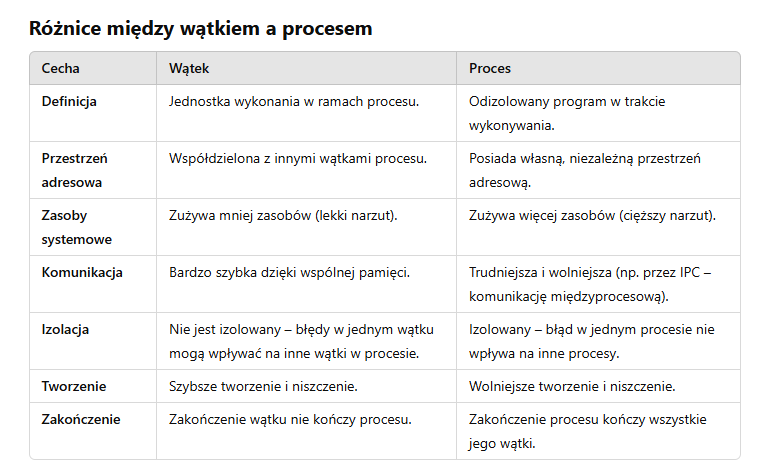 Różnice między wątkiem a procesem
Cecha Wątek Proces
Definicja Jednostka wykonania w ramach procesu. Odizolowany program w trakcie
wykonywania.
Przestrzeń Współdzielona z innymi wątkami procesu. Posiada własną, niezależną przestrzeń
adresowa adresową.
Zasoby Zużywa mniej zasobów (lekki narzut). Zużywa więcej zasobów (cięższy narzut).
systemowe
Komunikacja Bardzo szybka dzięki wspólnej pamięci. Trudniejsza i wolniejsza (np. przez IPC –
komunikację międzyprocesową).
Izolacja Nie jest izolowany – błędy w jednym wątku Izolowany – błąd w jednym procesie nie
mogą wpływać na inne wątki w procesie. wpływa na inne procesy.
Tworzenie Szybsze tworzenie i niszczenie. Wolniejsze tworzenie i niszczenie.
Zakończenie Zakończenie wątku nie kończy procesu. Zakończenie procesu kończy wszystkie
jego wątki.